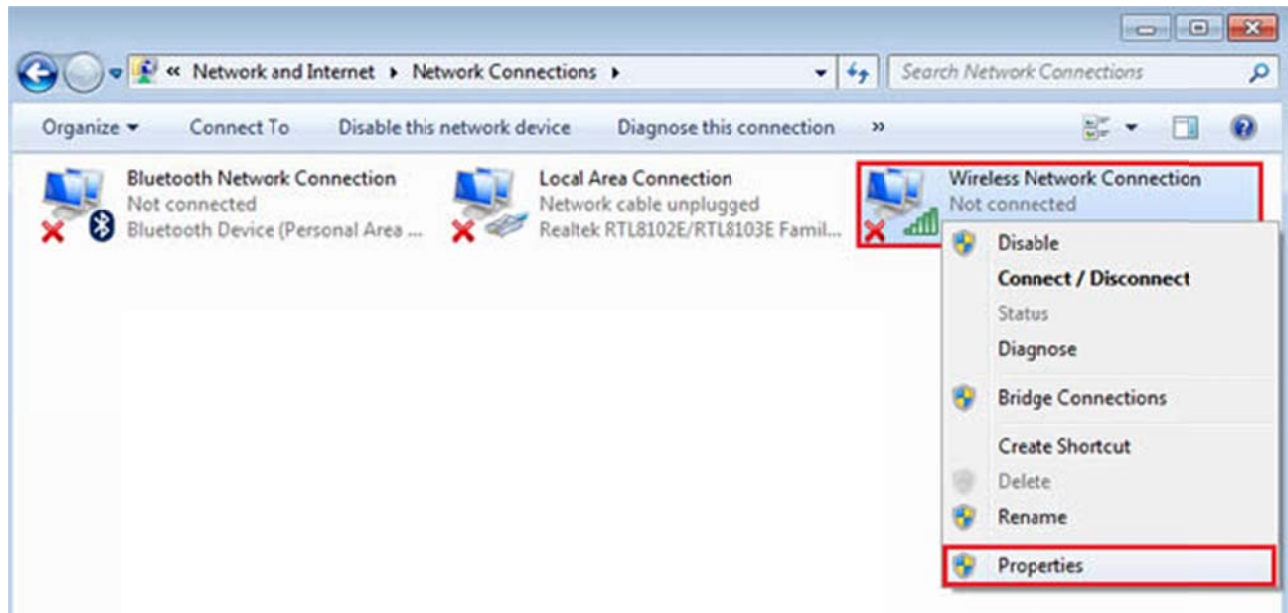 « Network and Internet ▸ Network Connections ▸
Search Network Connections
Organize ▾ Connect To Disable this network device Diagnose this connection »
Bluetooth Network Connection
Not connected
Bluetooth Device (Personal Area ...
Local Area Connection
Network cable unplugged
Realtek RTL8102E/RTL8103E Famil...
Wireless Network Connection
Not connected
Disable
Connect / Disconnect
Status
Diagnose
Bridge Connections
Create Shortcut
Delete
Rename
Properties